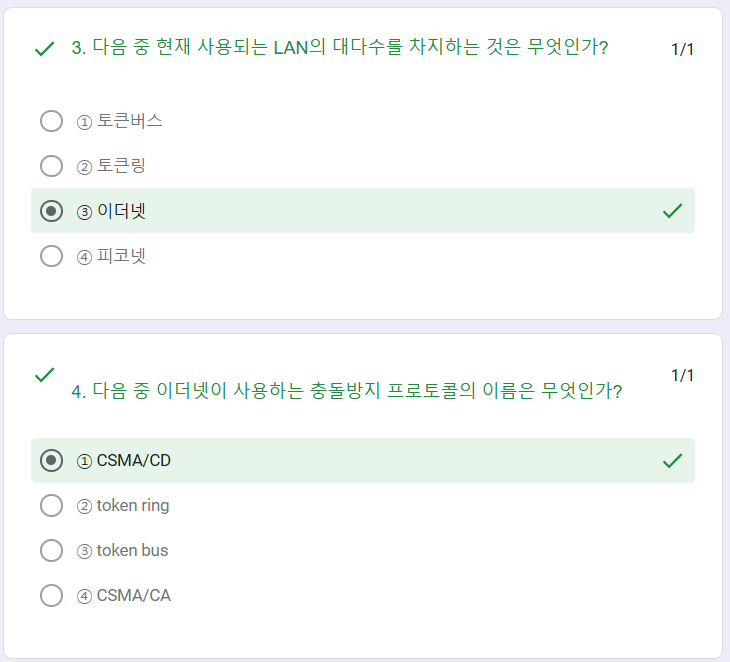 3. 다음 중 현재 사용되는 LAN의 대다수를 차지하는 것은 무엇인가?
1/1
① 토큰버스
② 토큰링
③ 이더넷
④ 피코넷
4. 다음 중 이더넷이 사용하는 충돌방지 프로토콜의 이름은 무엇인가?
1/1
① CSMA/CD
② token ring
③ token bus
④ CSMA/CA